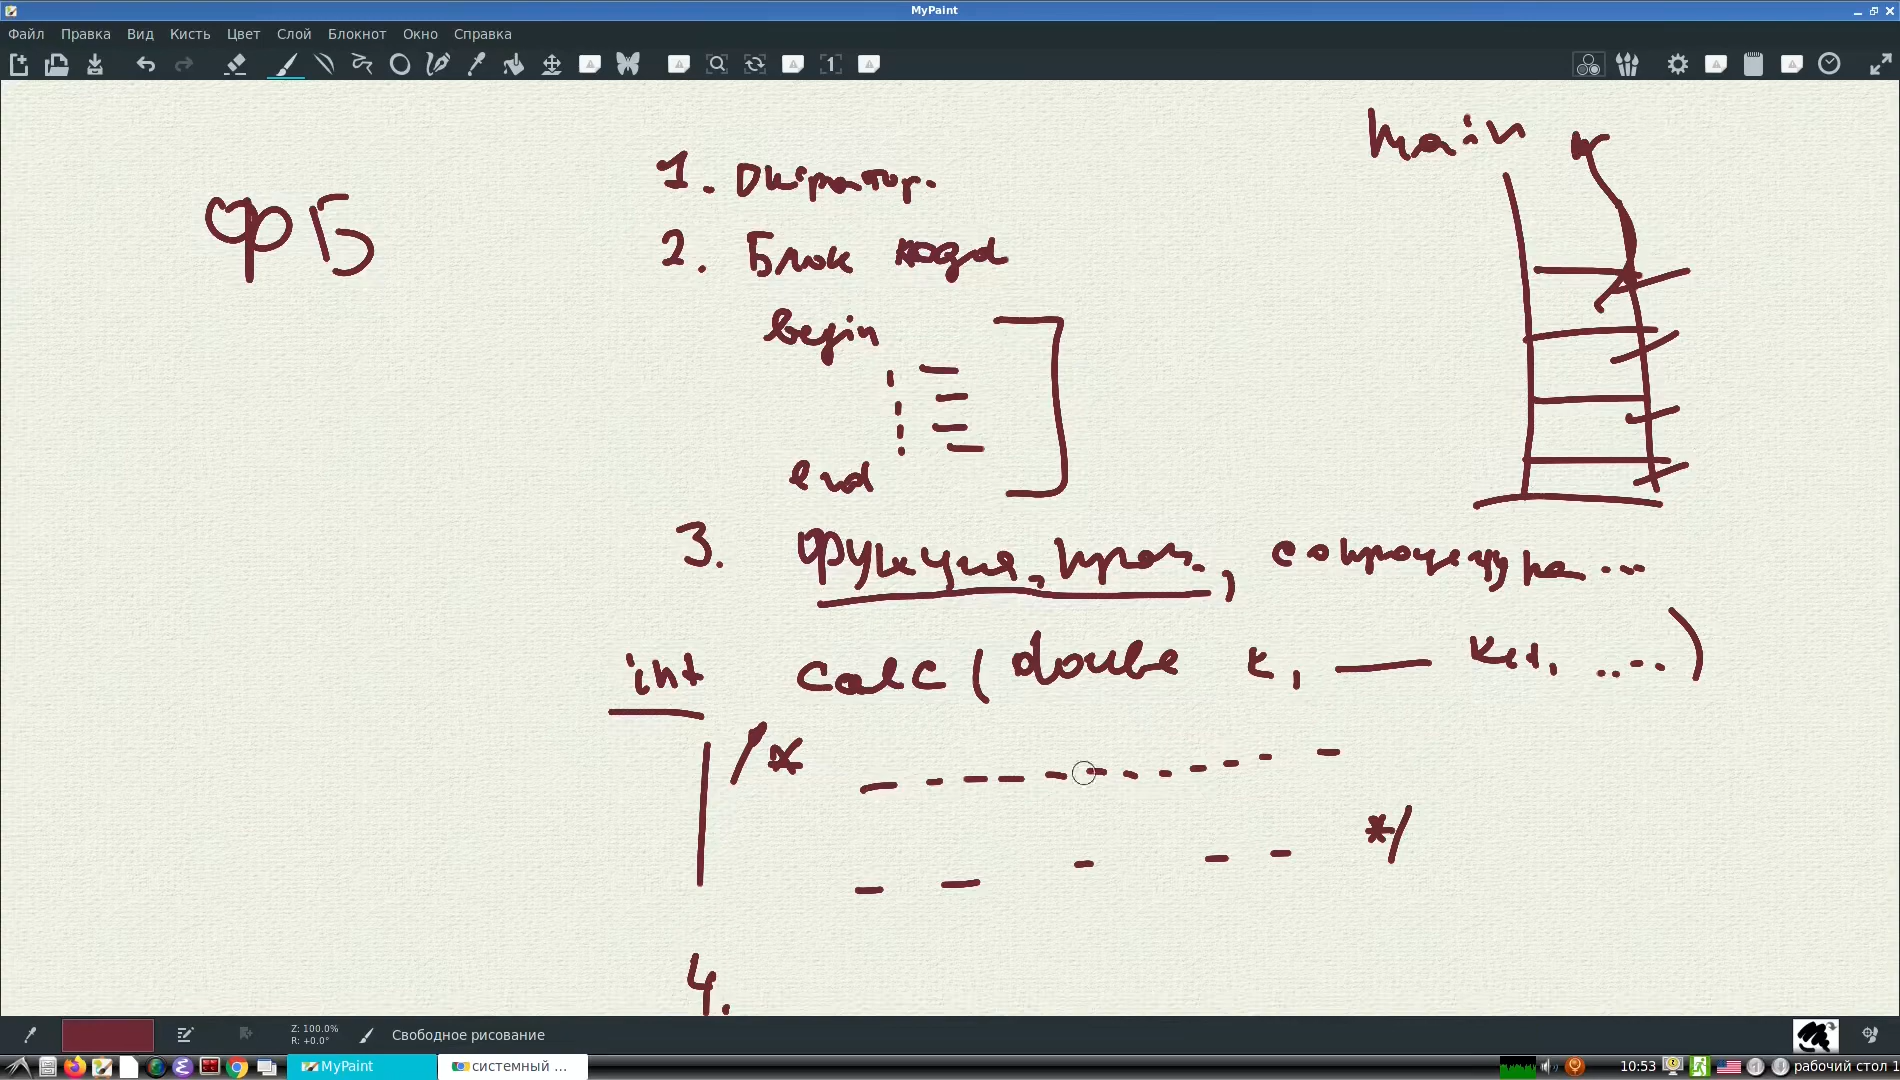 MyPaint
Файл Правка Вид Кисть Цвет Слой Блокнот Окно Справка
main
ФБ
1. Оператор.
2. Блок кода
begin
end
3. Функция, проц., сопроцедура...
int calc ( double k, — k+1, ....)
/*
*/
4.
Z: 100.0%
R: +0.0°
Свободное рисование
MyPaint системный ... 10:53 рабочий стол 1